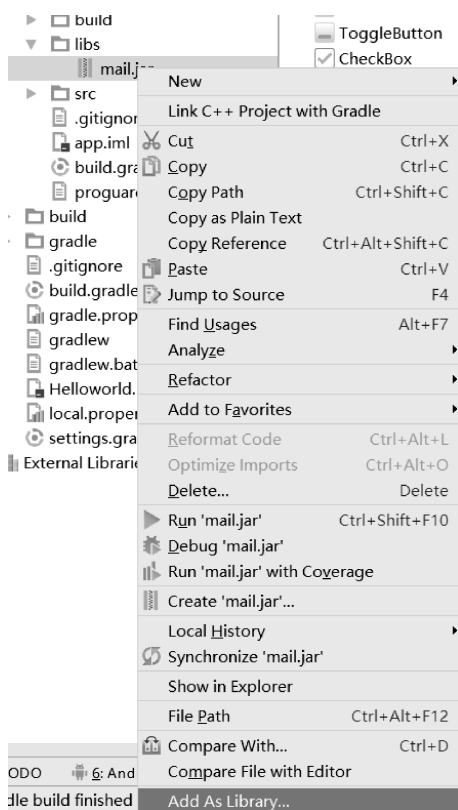 build
libs
mail.jar
src
.gitignor
app.iml
build.gra
proguar
build
gradle
.gitignore
build.gradle
gradle.prop
gradlew
gradlew.bat
Helloworld.
local.proper
settings.gra
External Librarie
ToggleButton
CheckBox
New
Link C++ Project with Gradle
Cut Ctrl+X
Copy Ctrl+C
Copy Path Ctrl+Shift+C
Copy as Plain Text
Copy Reference Ctrl+Alt+Shift+C
Paste Ctrl+V
Jump to Source F4
Find Usages Alt+F7
Analyze
Refactor
Add to Favorites
Reformat Code Ctrl+Alt+L
Optimize Imports Ctrl+Alt+O
Delete... Delete
Run 'mail.jar' Ctrl+Shift+F10
Debug 'mail.jar'
Run 'mail.jar' with Coverage
Create 'mail.jar'...
Local History
Synchronize 'mail.jar'
Show in Explorer
File Path Ctrl+Alt+F12
Compare With... Ctrl+D
Compare File with Editor
Add As Library...
ODO 6: And
dle build finished